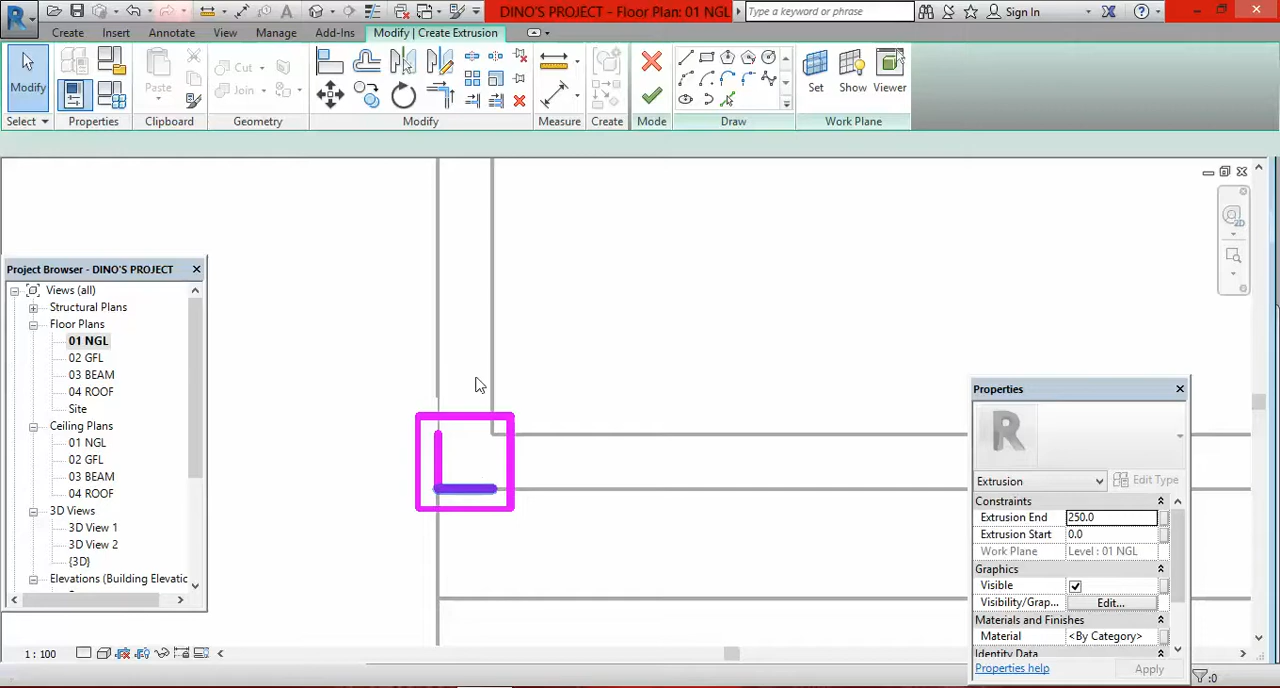 DINO'S PROJECT - Floor Plan: 01 NGL
Type a keyword or phrase
Sign In
Create Insert Annotate View Manage Add-Ins Modify | Create Extrusion
Modify
Paste
Cut
Join
Set Show Viewer
Select Properties Clipboard Geometry Modify Measure Create Mode Draw Work Plane
Project Browser - DINO'S PROJECT
Views (all)
Structural Plans
Floor Plans
01 NGL
02 GFL
03 BEAM
04 ROOF
Site
Ceiling Plans
01 NGL
02 GFL
03 BEAM
04 ROOF
3D Views
3D View 1
3D View 2
{3D}
Elevations (Building Elevatic
2D
Properties
R
Extrusion
Edit Type
Constraints
Extrusion End 250.0
Extrusion Start 0.0
Work Plane Level : 01 NGL
Graphics
Visible
Visibility/Grap... Edit...
Materials and Finishes
Material <By Category>
Identity Data
Properties help Apply
1 : 100
:0